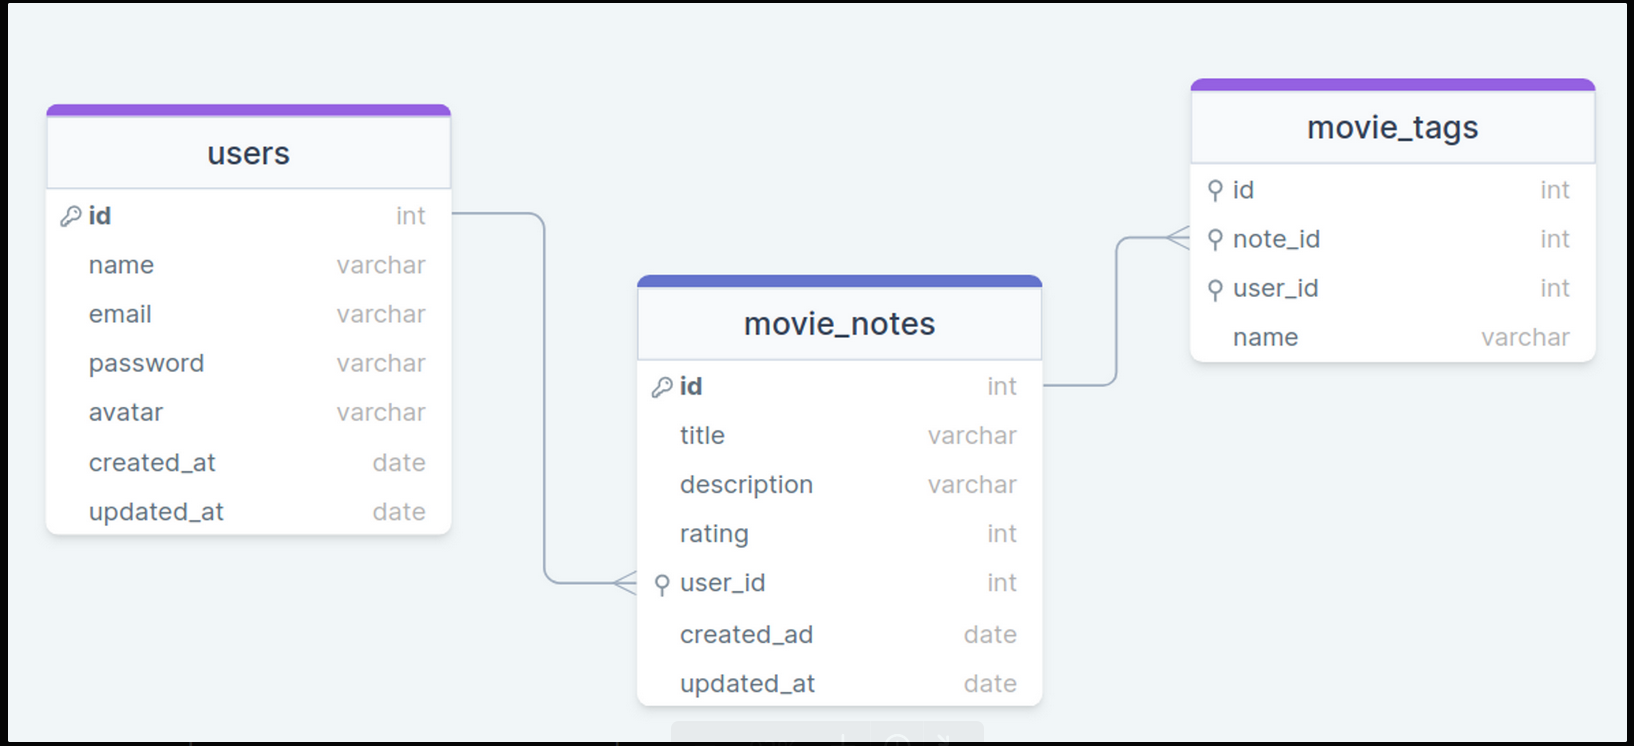 users
id int
name varchar
email varchar
password varchar
avatar varchar
created_at date
updated_at date
movie_notes
id int
title varchar
description varchar
rating int
user_id int
created_ad date
updated_at date
movie_tags
id int
note_id int
user_id int
name varchar